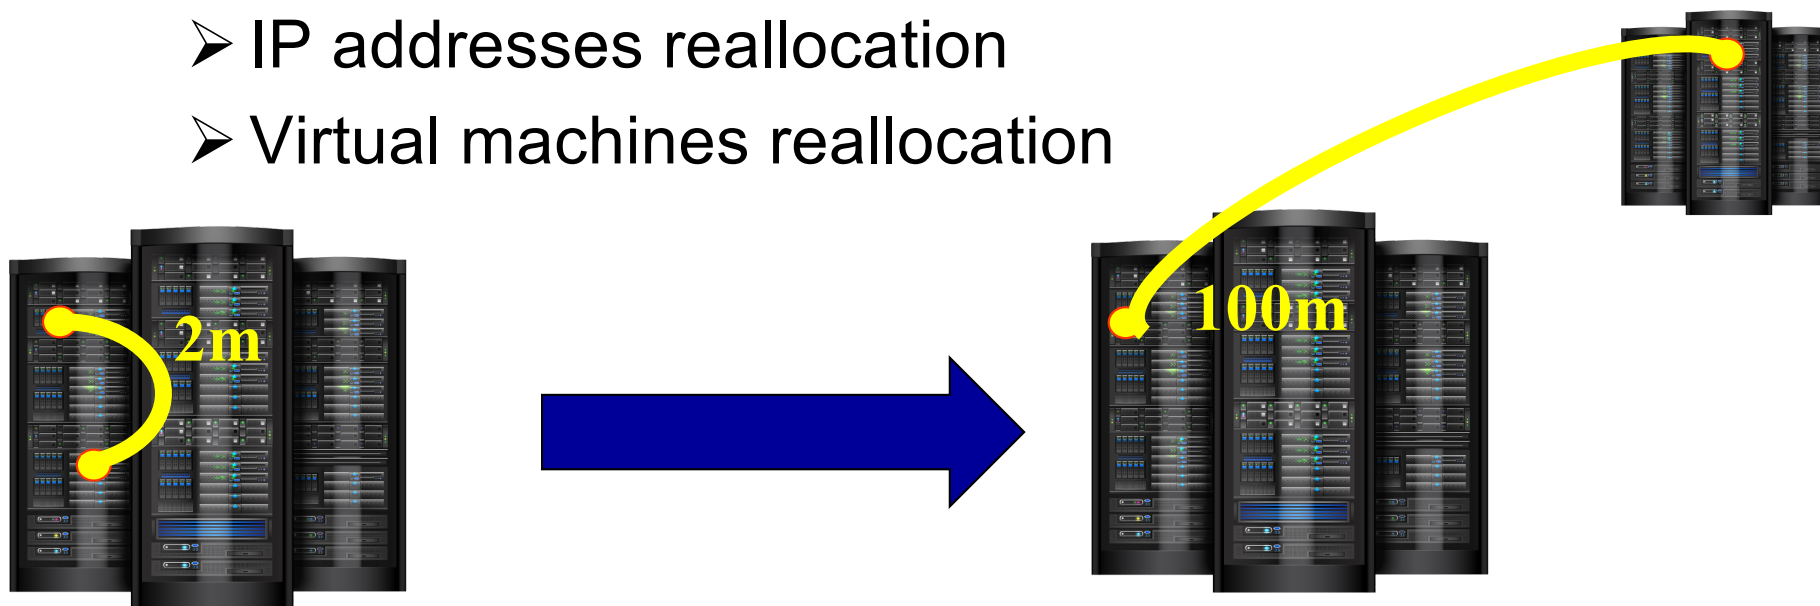 ➢ IP addresses reallocation
➢ Virtual machines reallocation
2m
100m